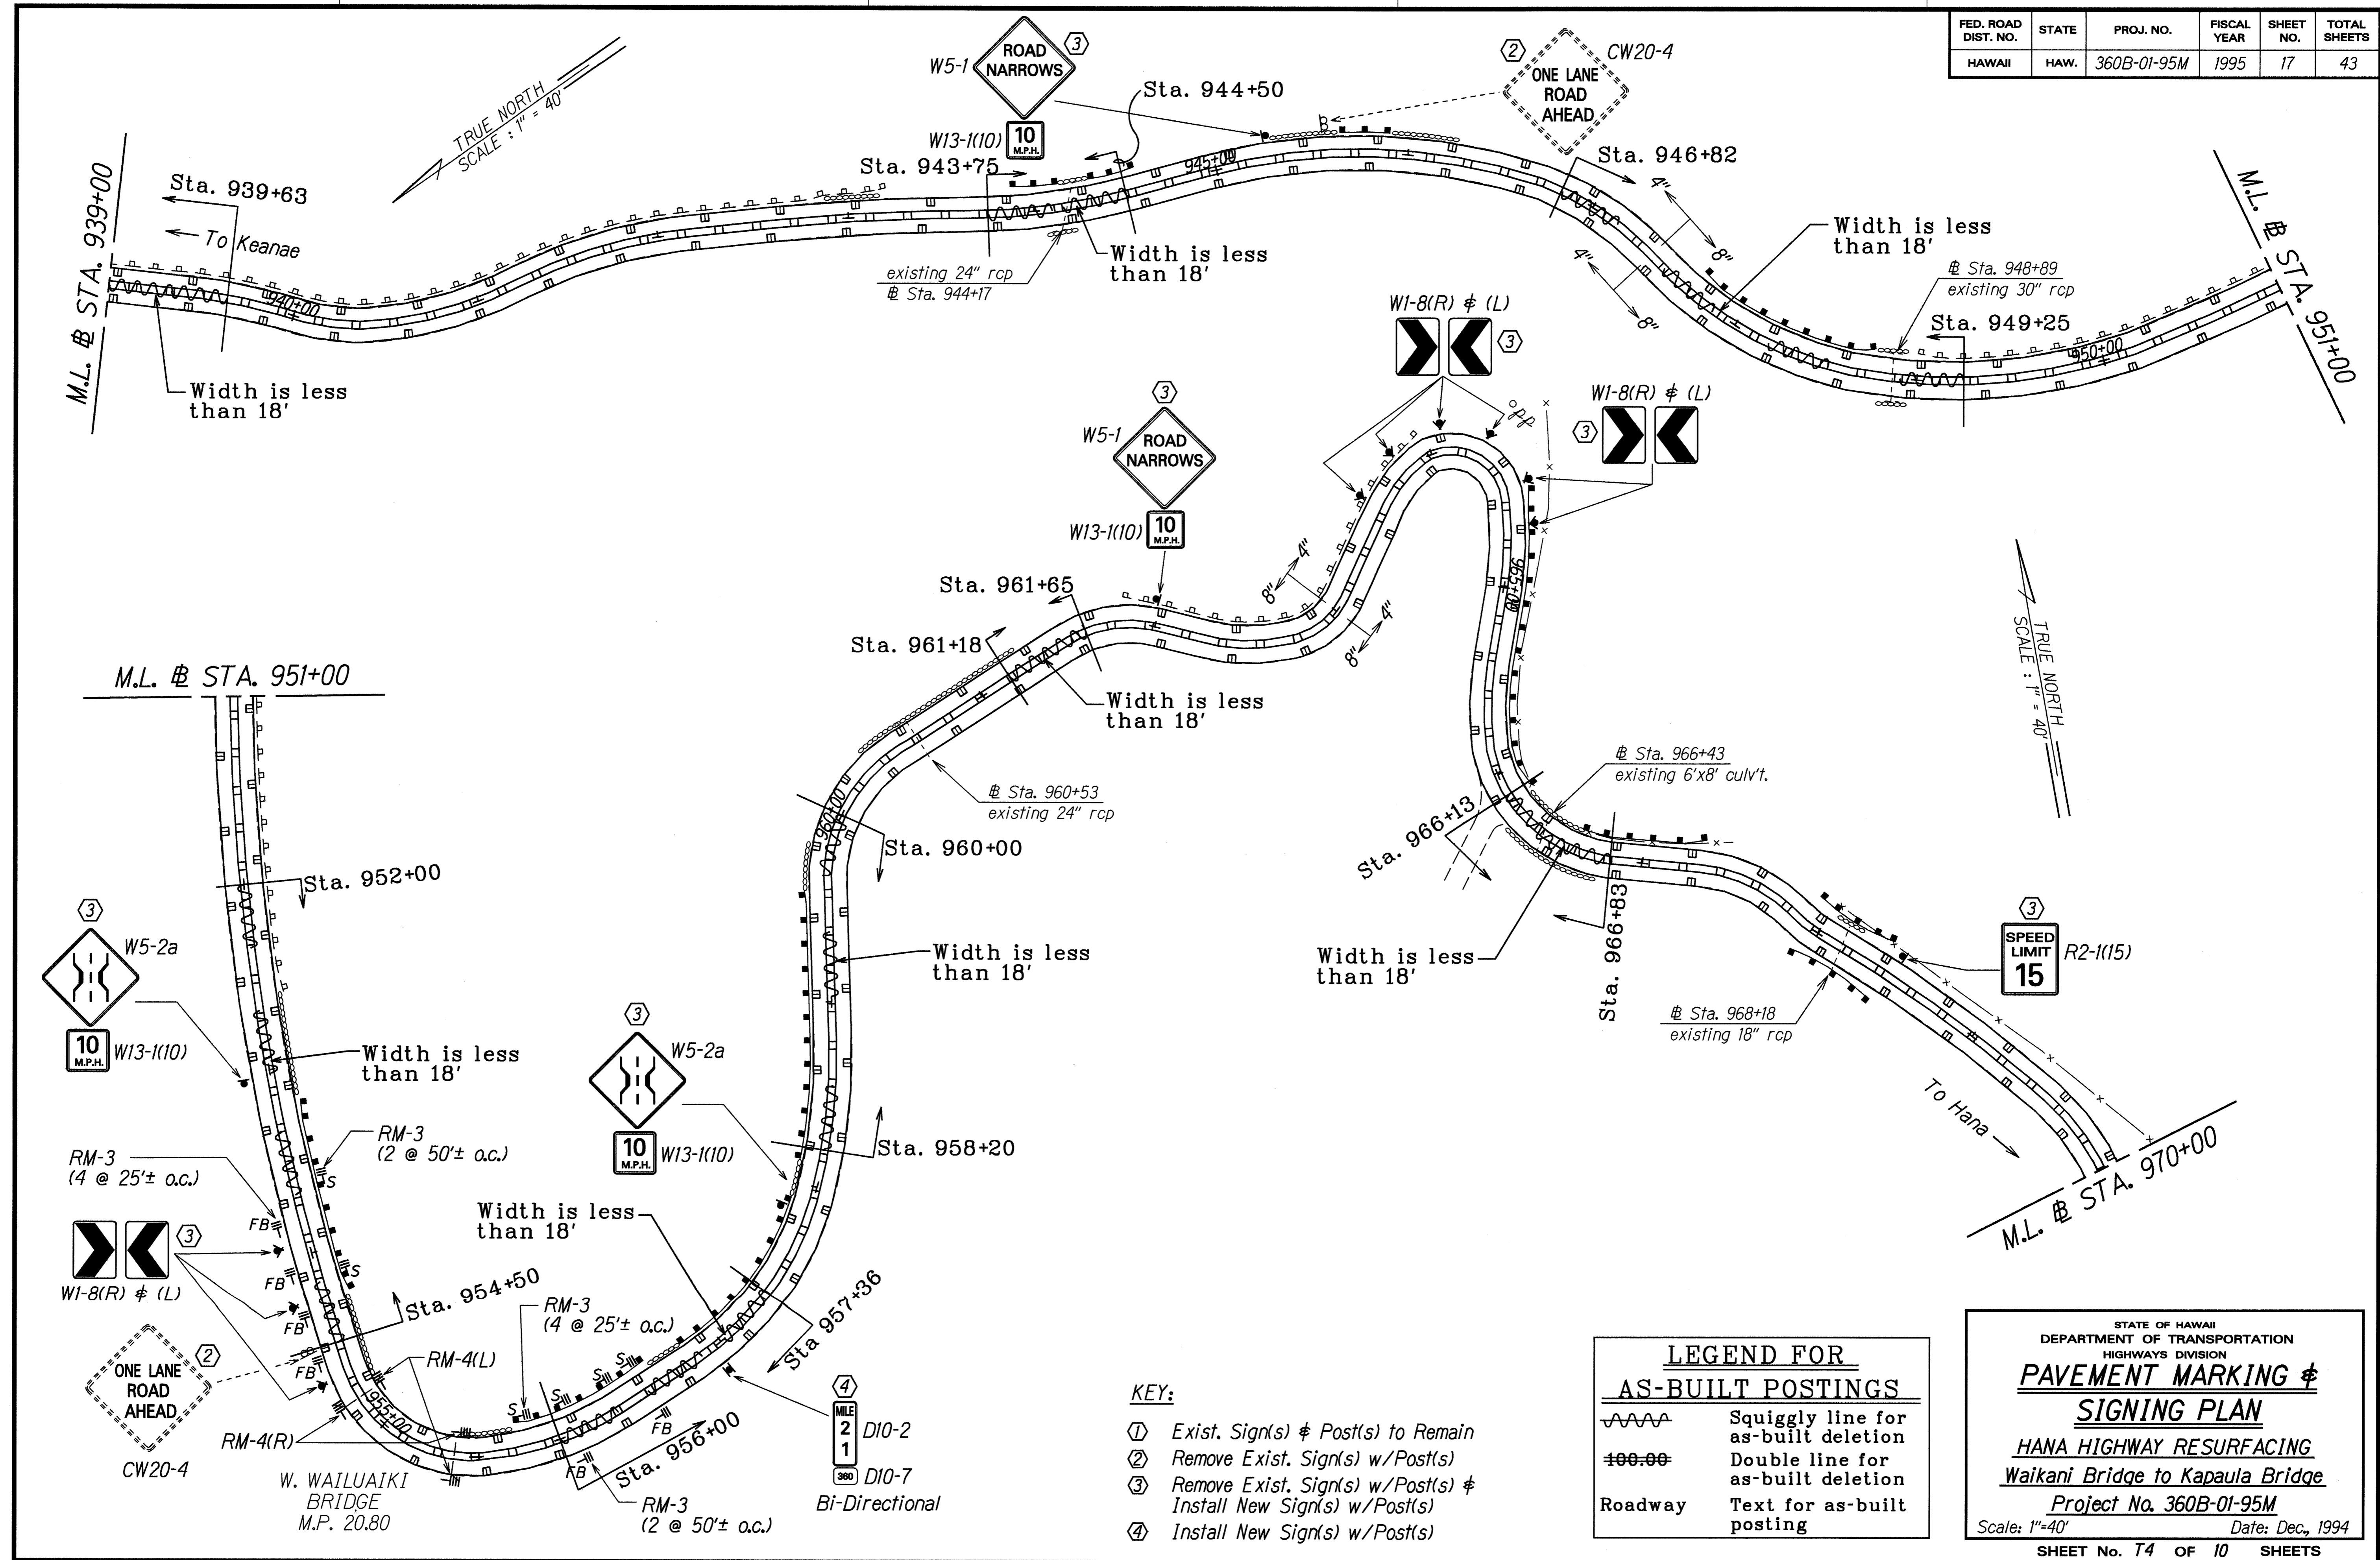 FED. ROAD DIST. NO. STATE PROJ. NO. FISCAL YEAR SHEET NO. TOTAL SHEETS
HAWAII HAW. 360B-01-95M 1995 17 43
TRUE NORTH
SCALE : 1" = 40'
W5-1
ROAD
NARROWS
3
W13-1(10)
10
M.P.H.
Sta. 944+50
2
CW20-4
ONE LANE
ROAD
AHEAD
M.L. ⅊ STA. 939+00
Sta. 939+63
To Keanae
940+00
Width is less
than 18'
Sta. 943+75
945+00
existing 24" rcp
⅊ Sta. 944+17
Width is less
than 18'
Sta. 946+82
4"
8"
4"
8"
Width is less
than 18'
⅊ Sta. 948+89
existing 30" rcp
Sta. 949+25
950+00
M.L. ⅊ STA. 951+00
W1-8(R) & (L)
3
W1-8(R) & (L)
3
pp
3
W5-1
ROAD
NARROWS
W13-1(10)
10
M.P.H.
Sta. 961+65
Sta. 961+18
8"
4"
8"
4"
Width is less
than 18'
965+00
TRUE NORTH
SCALE : 1" = 40'
M.L. ⅊ STA. 951+00
⅊ Sta. 960+53
existing 24" rcp
960+00
Sta. 960+00
⅊ Sta. 966+43
existing 6'x8' culv't.
Sta. 966+13
Sta. 966+83
Width is less
than 18'
Sta. 952+00
3
W5-2a
10
M.P.H.
W13-1(10)
Width is less
than 18'
Width is less
than 18'
3
W5-2a
10
M.P.H.
W13-1(10)
Sta. 958+20
3
SPEED
LIMIT
15
R2-1(15)
⅊ Sta. 968+18
existing 18" rcp
To Hana
M.L. ⅊ STA. 970+00
RM-3
(2 @ 50'± o.c.)
S
RM-3
(4 @ 25'± o.c.)
FB
3
W1-8(R) & (L)
FB
S
FB
FB
Sta. 954+50
Width is less
than 18'
RM-3
(4 @ 25'± o.c.)
2
ONE LANE
ROAD
AHEAD
CW20-4
RM-4(L)
955+00
RM-4(R)
W. WAILUAIKI
BRIDGE
M.P. 20.80
S
S
S
S
FB
FB
Sta. 956+00
Sta 957+36
RM-3
(2 @ 50'± o.c.)
4
MILE
2
1
D10-2
360
D10-7
Bi-Directional
KEY:
1 Exist. Sign(s) & Post(s) to Remain
2 Remove Exist. Sign(s) w/Post(s)
3 Remove Exist. Sign(s) w/Post(s) &
Install New Sign(s) w/Post(s)
4 Install New Sign(s) w/Post(s)
LEGEND FOR
AS-BUILT POSTINGS
Squiggly line for
as-built deletion
100.00 Double line for
as-built deletion
Roadway Text for as-built
posting
STATE OF HAWAII
DEPARTMENT OF TRANSPORTATION
HIGHWAYS DIVISION
PAVEMENT MARKING &
SIGNING PLAN
HANA HIGHWAY RESURFACING
Waikani Bridge to Kapaula Bridge
Project No. 360B-01-95M
Scale: 1"=40' Date: Dec., 1994
SHEET No. T4 OF 10 SHEETS